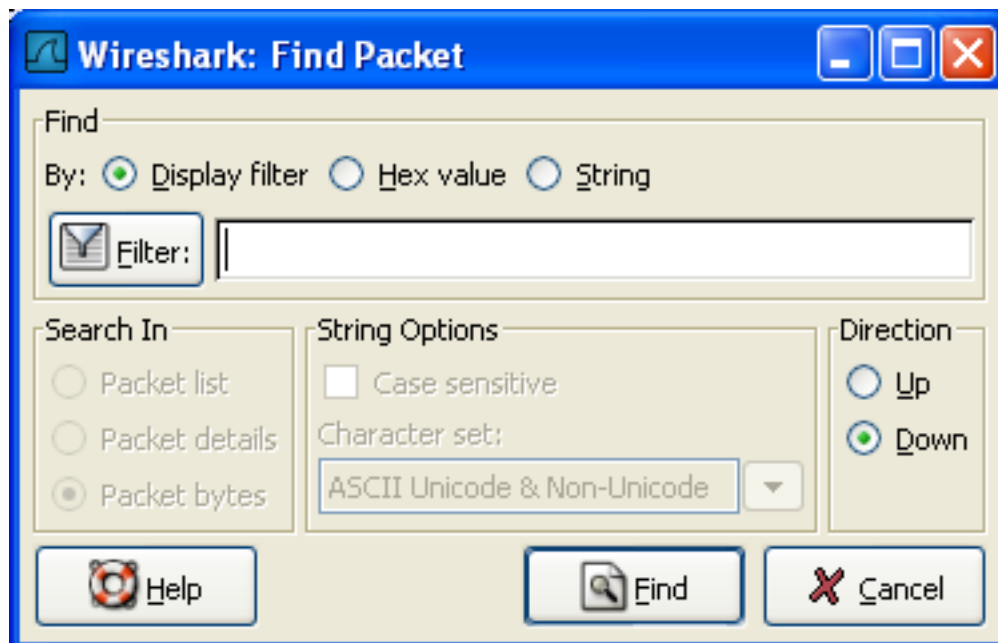 Wireshark: Find Packet
Find
By: Display filter Hex value String
Filter:
Search In
Packet list
Packet details
Packet bytes
String Options
Case sensitive
Character set:
ASCII Unicode & Non-Unicode
Direction
Up
Down
Help Find Cancel